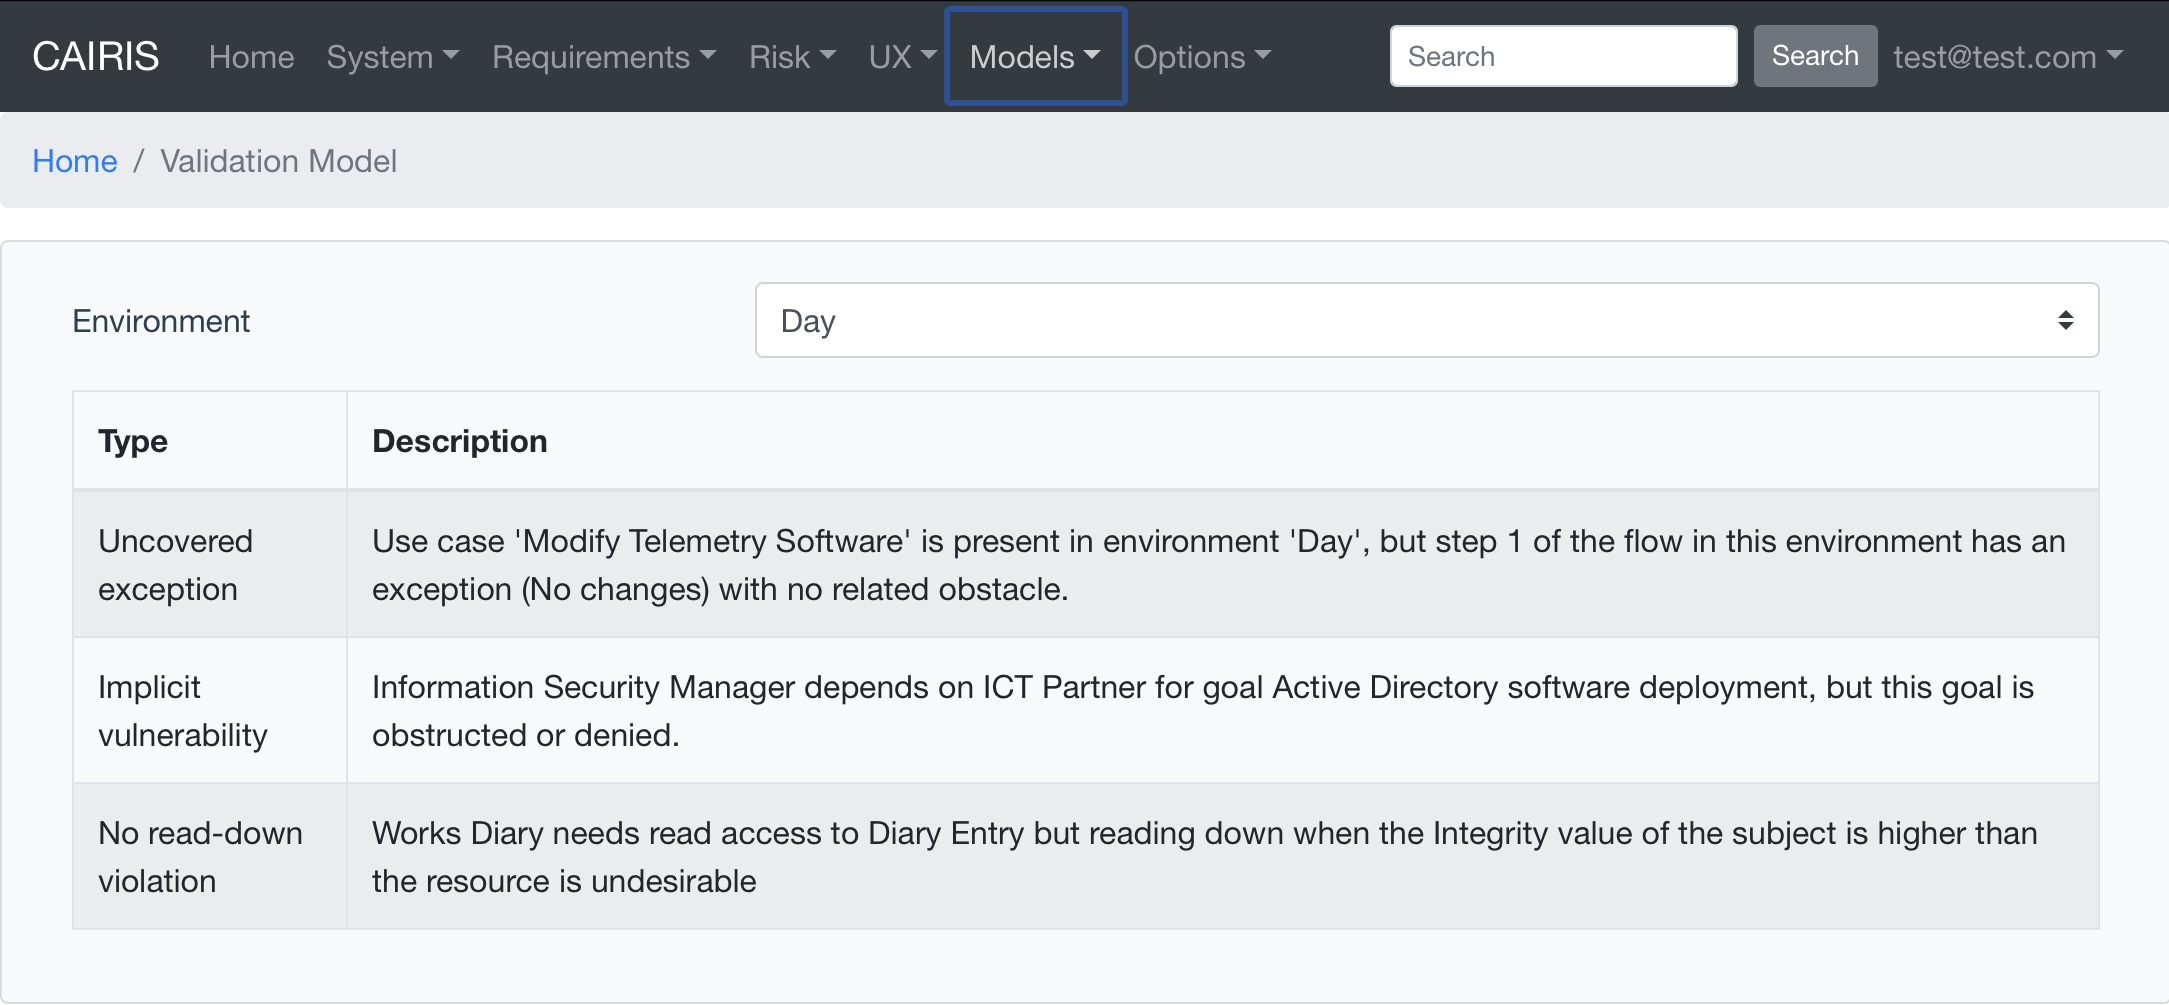 CAIRIS Home System Requirements Risk UX Models Options Search Search test@test.com
Home / Validation Model
Environment Day
Type Description
Uncovered exception
Use case 'Modify Telemetry Software' is present in environment 'Day', but step 1 of the flow in this environment has an
exception (No changes) with no related obstacle.
Implicit vulnerability
Information Security Manager depends on ICT Partner for goal Active Directory software deployment, but this goal is
obstructed or denied.
No read-down violation
Works Diary needs read access to Diary Entry but reading down when the Integrity value of the subject is higher than
the resource is undesirable